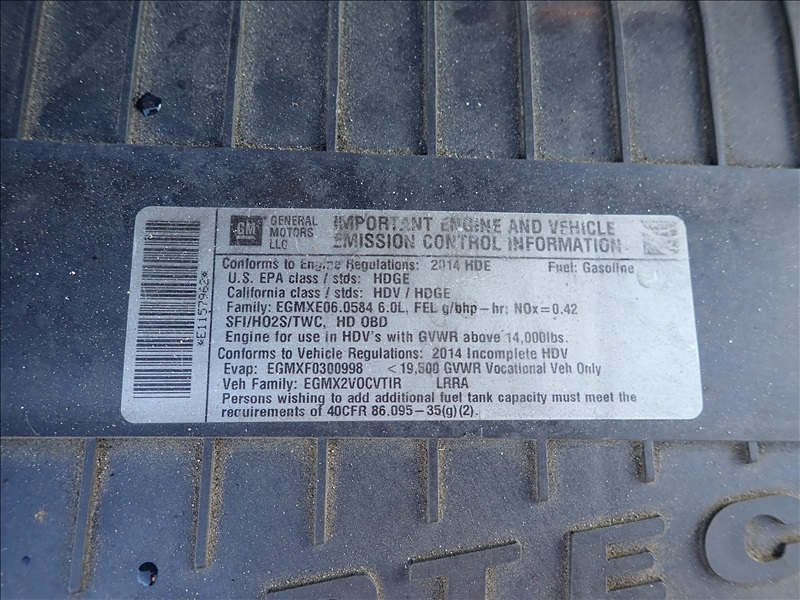 GM GENERAL MOTORS LLC
IMPORTANT ENGINE AND VEHICLE
EMISSION CONTROL INFORMATION
Conforms to Engine Regulations: 2014 HDE Fuel: Gasoline
U.S. EPA class / stds: HDGE
California class / stds: HDV / HDGE
Family: EGMXE06.0584 6.0L, FEL g/bhp-hr: NOx=0.42
SFI/HO2S/TWC, HD OBD
Engine for use in HDV's with GVWR above 14,000lbs.
Conforms to Vehicle Regulations: 2014 Incomplete HDV
Evap: EGMXF0300998 <19,500 GVWR Vocational Veh Only
Veh Family: EGMX2VOCVTIR LRRA
Persons wishing to add additional fuel tank capacity must meet the
requirements of 40CFR 86.095-35(g)(2).
*E1157962*
RTEC